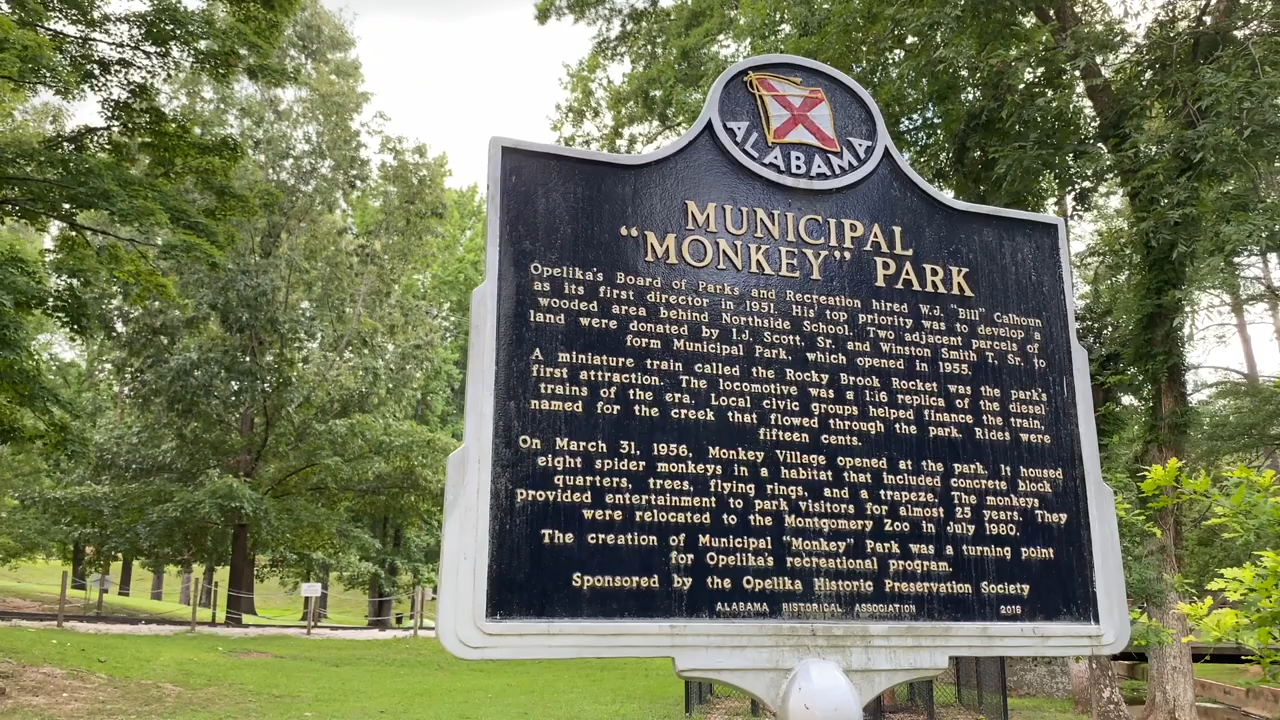 ALABAMA
MUNICIPAL
"MONKEY" PARK
Opelika's Board of Parks and Recreation hired W.J. "Bill" Calhoun
as its first director in 1951. His top priority was to develop a
wooded area behind Northside School. Two adjacent parcels of
land were donated by I.J. Scott, Sr. and Winston Smith T, Sr., to
form Municipal Park, which opened in 1955.
A miniature train called the Rocky Brook Rocket was the park's
first attraction. The locomotive was a 1:16 replica of the diesel
trains of the era. Local civic groups helped finance the train,
named for the creek that flowed through the park. Rides were
fifteen cents.
On March 31, 1956, Monkey Village opened at the park. It housed
eight spider monkeys in a habitat that included concrete block
quarters, trees, flying rings, and a trapeze. The monkeys
provided entertainment to park visitors for almost 25 years. They
were relocated to the Montgomery Zoo in July 1980.
The creation of Municipal "Monkey" Park was a turning point
for Opelika's recreational program.
Sponsored by the Opelika Historic Preservation Society
ALABAMA HISTORICAL ASSOCIATION 2018